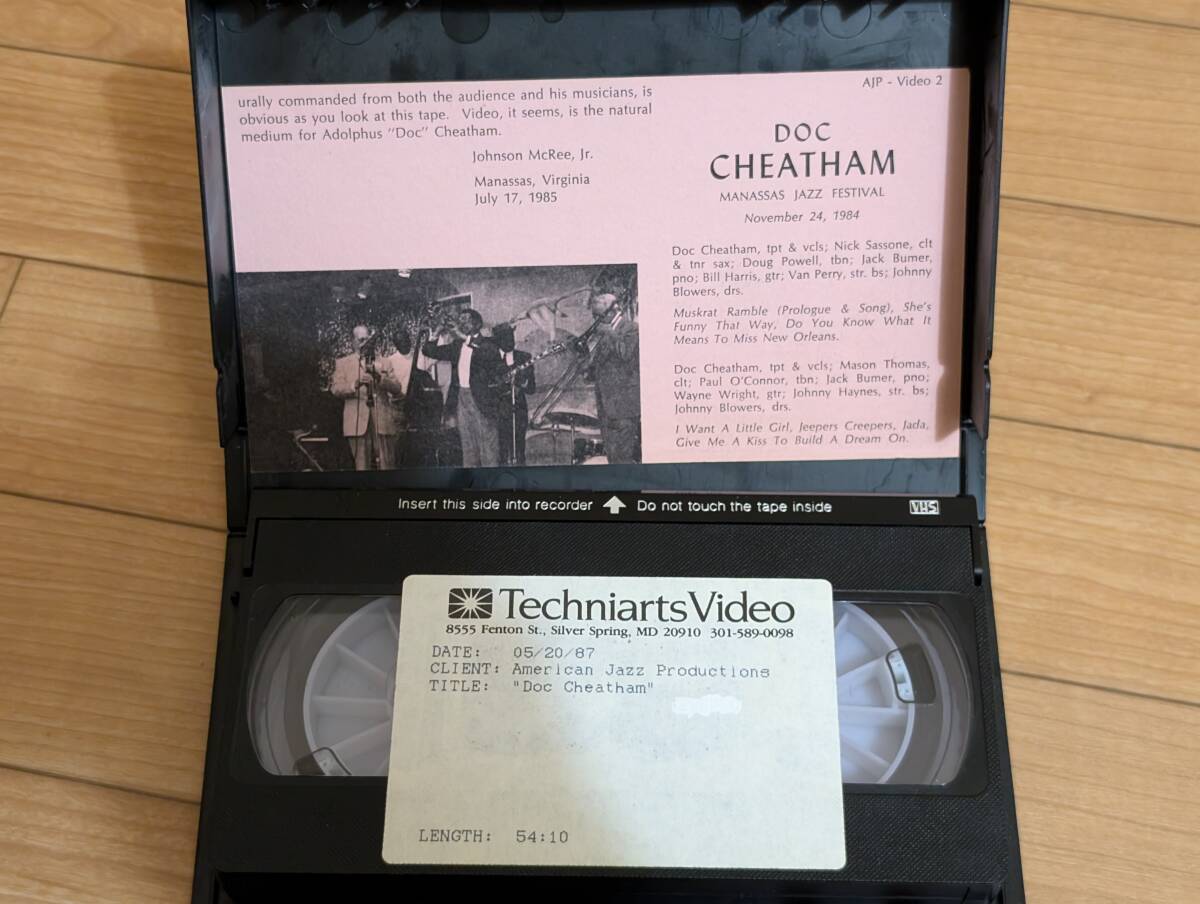 urally commanded from both the audience and his musicians, is
obvious as you look at this tape. Video, it seems, is the natural
medium for Adolphus "Doc" Cheatham.
Johnson McRee, Jr.
Manassas, Virginia
July 17, 1985
AJP - Video 2
DOC
CHEATHAM
MANASSAS JAZZ FESTIVAL
November 24, 1984
Doc Cheatham, tpt & vcls; Nick Sassone, clt
& tnr sax; Doug Powell, tbn; Jack Bumer,
pno; Bill Harris, gtr; Van Perry, str. bs; Johnny
Blowers, drs.
Muskrat Ramble (Prologue & Song), She's
Funny That Way, Do You Know What It
Means To Miss New Orleans.
Doc Cheatham, tpt & vcls; Mason Thomas,
clt; Paul O'Connor, tbn; Jack Bumer, pno;
Wayne Wright, gtr; Johnny Haynes, str. bs;
Johnny Blowers, drs.
I Want A Little Girl, Jeepers Creepers, Jada,
Give Me A Kiss To Build A Dream On.
Insert this side into recorder Do not touch the tape inside VHS
Techniarts Video
8555 Fenton St., Silver Spring, MD 20910 301-589-0098
DATE: 05/20/87
CLIENT: American Jazz Productions
TITLE: "Doc Cheatham"
LENGTH: 54:10